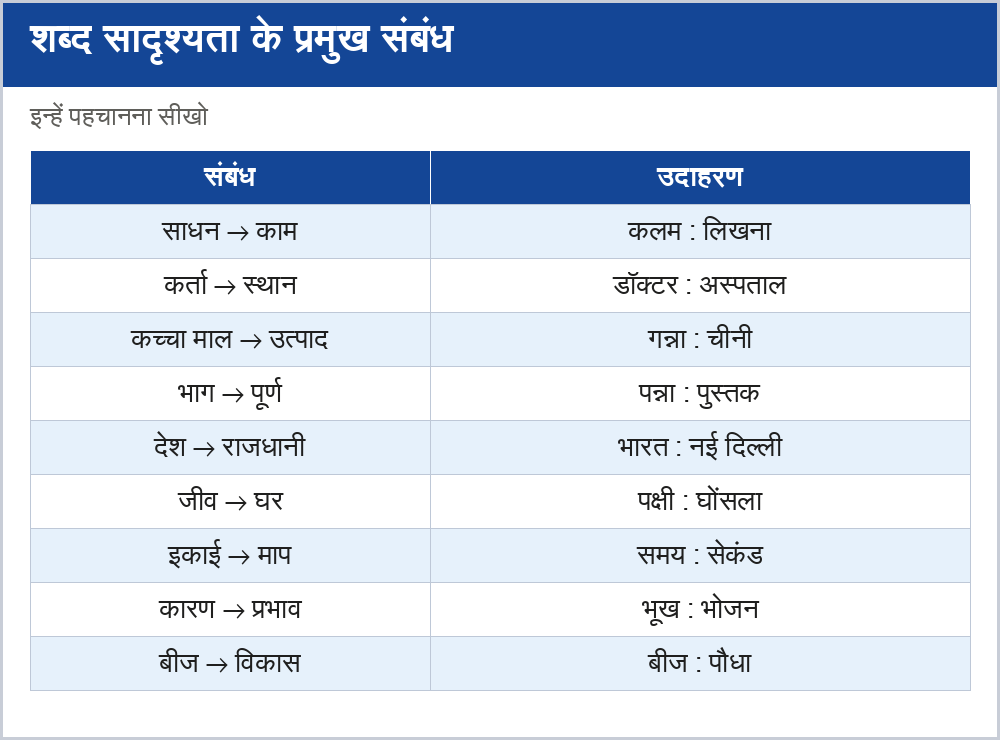 शब्द सादृश्यता के प्रमुख संबंध
इन्हें पहचानना सीखो
संबंध उदाहरण
साधन → काम कलम : लिखना
कर्ता → स्थान डॉक्टर : अस्पताल
कच्चा माल → उत्पाद गन्ना : चीनी
भाग → पूर्ण पन्ना : पुस्तक
देश → राजधानी भारत : नई दिल्ली
जीव → घर पक्षी : घोंसला
इकाई → माप समय : सेकंड
कारण → प्रभाव भूख : भोजन
बीज → विकास बीज : पौधा